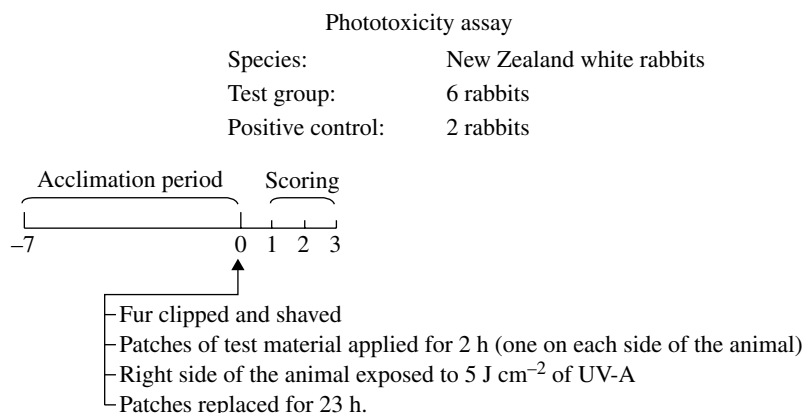 Phototoxicity assay
Species: New Zealand white rabbits
Test group: 6 rabbits
Positive control: 2 rabbits
Acclimation period Scoring
–7 0 1 2 3
Fur clipped and shaved
Patches of test material applied for 2 h (one on each side of the animal)
Right side of the animal exposed to 5 J cm⁻² of UV-A
Patches replaced for 23 h.